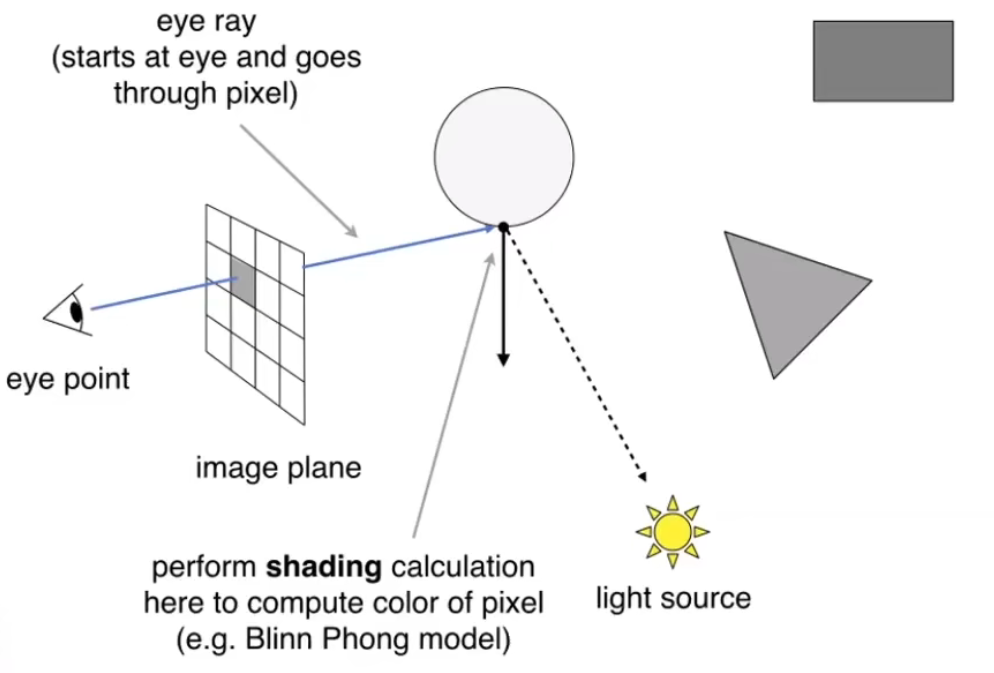 eye ray
(starts at eye and goes
through pixel)
eye point
image plane
perform shading calculation
here to compute color of pixel
(e.g. Blinn Phong model)
light source